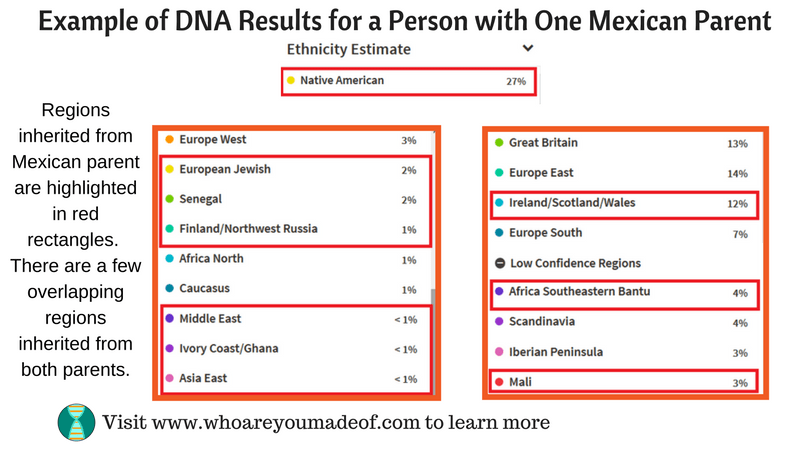 Example of DNA Results for a Person with One Mexican Parent
Ethnicity Estimate
Native American 27%
Regions
inherited from
Mexican parent
are highlighted
in red
rectangles.
There are a few
overlapping
regions
inherited from
both parents.
Europe West 3%
European Jewish 2%
Senegal 2%
Finland/Northwest Russia 1%
Africa North 1%
Caucasus 1%
Middle East < 1%
Ivory Coast/Ghana < 1%
Asia East < 1%
Great Britain 13%
Europe East 14%
Ireland/Scotland/Wales 12%
Europe South 7%
Low Confidence Regions
Africa Southeastern Bantu 4%
Scandinavia 4%
Iberian Peninsula 3%
Mali 3%
Visit www.whoareyoumadeof.com to learn more